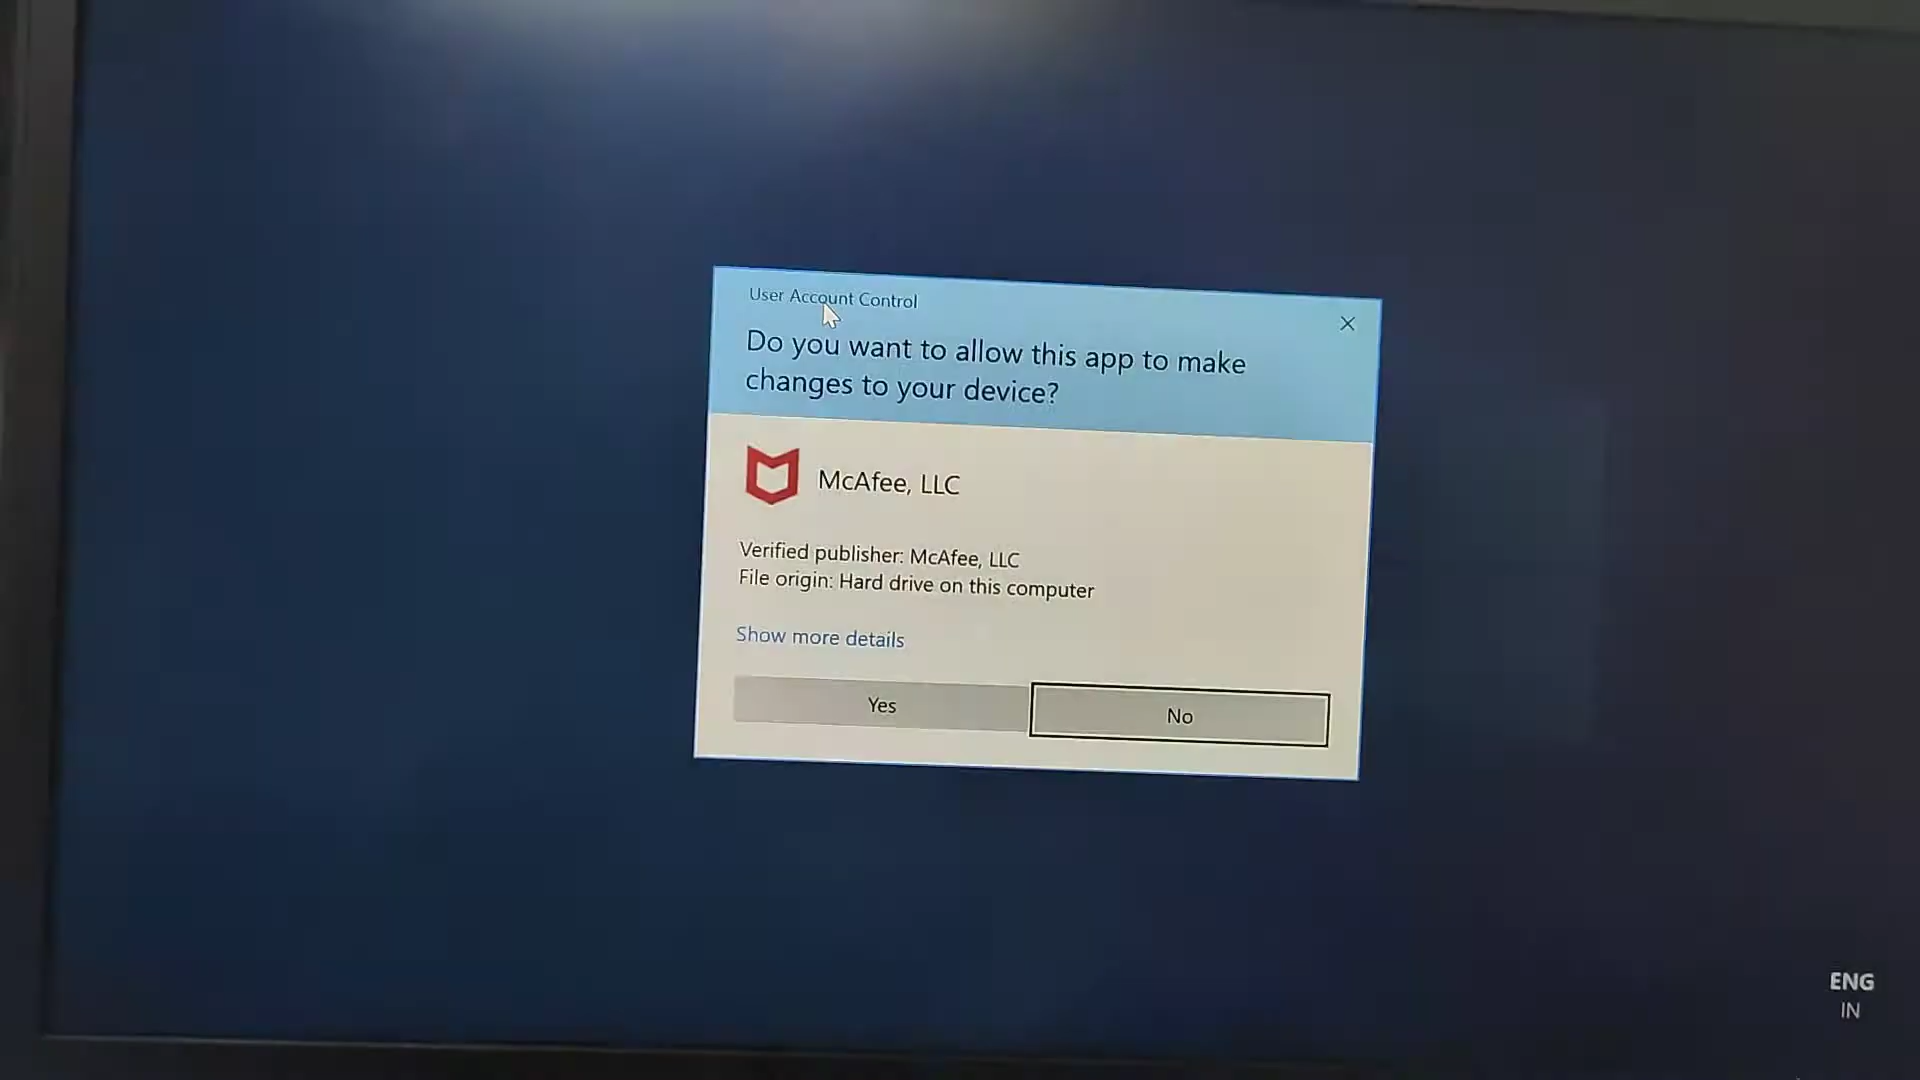 User Account Control
Do you want to allow this app to make
changes to your device?
McAfee, LLC
Verified publisher: McAfee, LLC
File origin: Hard drive on this computer
Show more details
Yes
No
ENG
IN